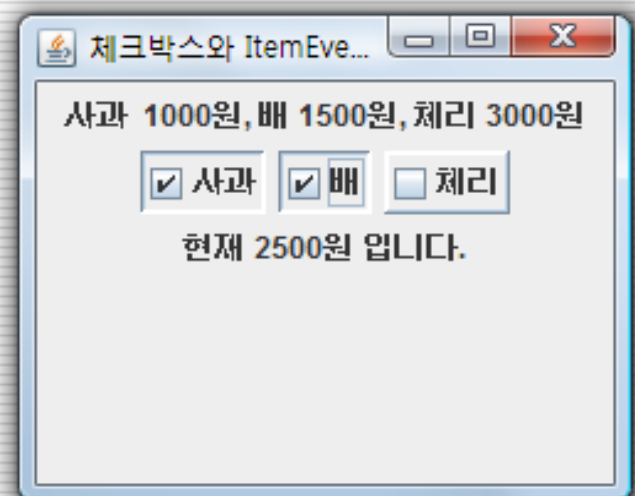 체크박스와 ItemEve...
사과 1000원, 배 1500원, 체리 3000원
사과 배 체리
현재 2500원 입니다.